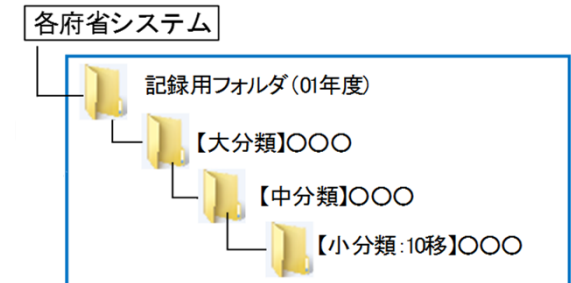 各府省システム
記録用フォルダ（01年度）
【大分類】〇〇〇
【中分類】〇〇〇
【小分類：10移】〇〇〇